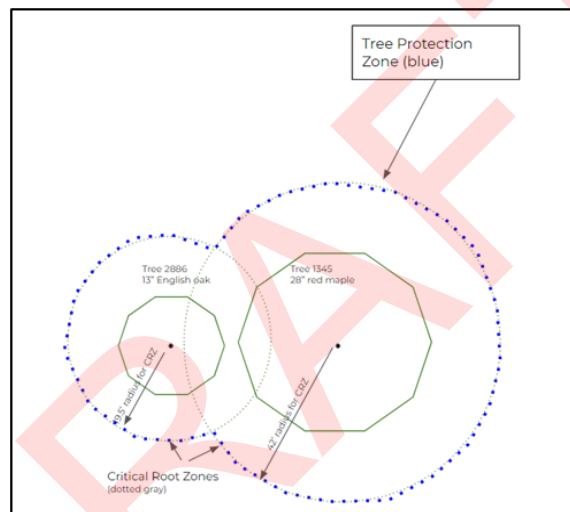 Tree Protection
Zone (blue)
Tree 2886
13" English oak
Tree 1345
28" red maple
19.5' radius for CRZ
42' radius for CRZ
Critical Root Zones
(dotted gray)
RAFT